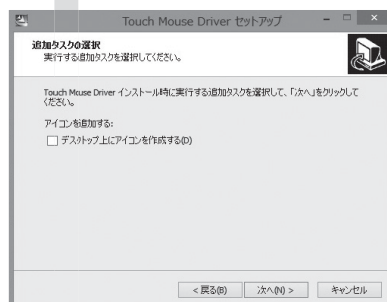 Touch Mouse Driver セットアップ
追加タスクの選択
実行する追加タスクを選択してください。
Touch Mouse Driver インストール時に実行する追加タスクを選択して、「次へ」をクリックして
ください。
アイコンを追加する:
デスクトップ上にアイコンを作成する(D)
< 戻る(B)
次へ(N) >
キャンセル